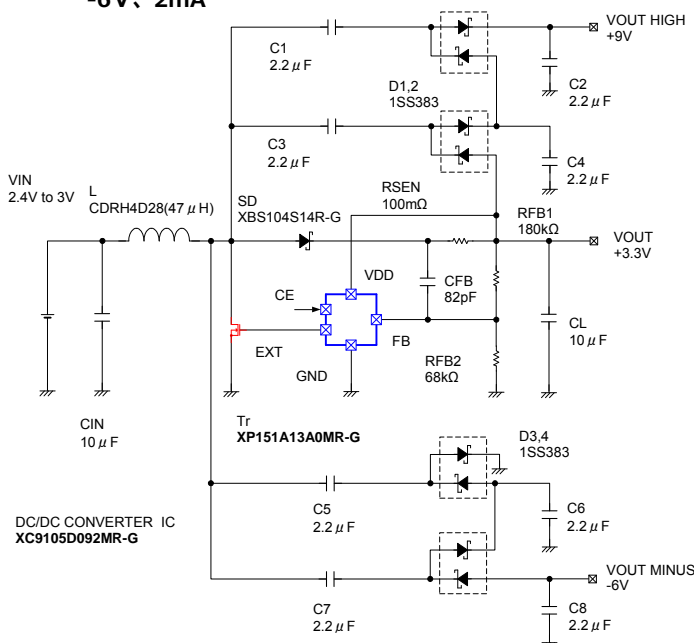 -6V、2mA
C1
2.2μF
VOUT HIGH
+9V
C2
2.2μF
D1,2
1SS383
C3
2.2μF
C4
2.2μF
VIN
2.4V to 3V
L
CDRH4D28(47μH)
SD
XBS104S14R-G
RSEN
100mΩ
RFB1
180kΩ
VOUT
+3.3V
VDD
CFB
82pF
CE
FB
CL
10μF
EXT
GND
RFB2
68kΩ
CIN
10μF
Tr
XP151A13A0MR-G
D3,4
1SS383
C5
2.2μF
C6
2.2μF
DC/DC CONVERTER IC
XC9105D092MR-G
VOUT MINUS
-6V
C7
2.2μF
C8
2.2μF